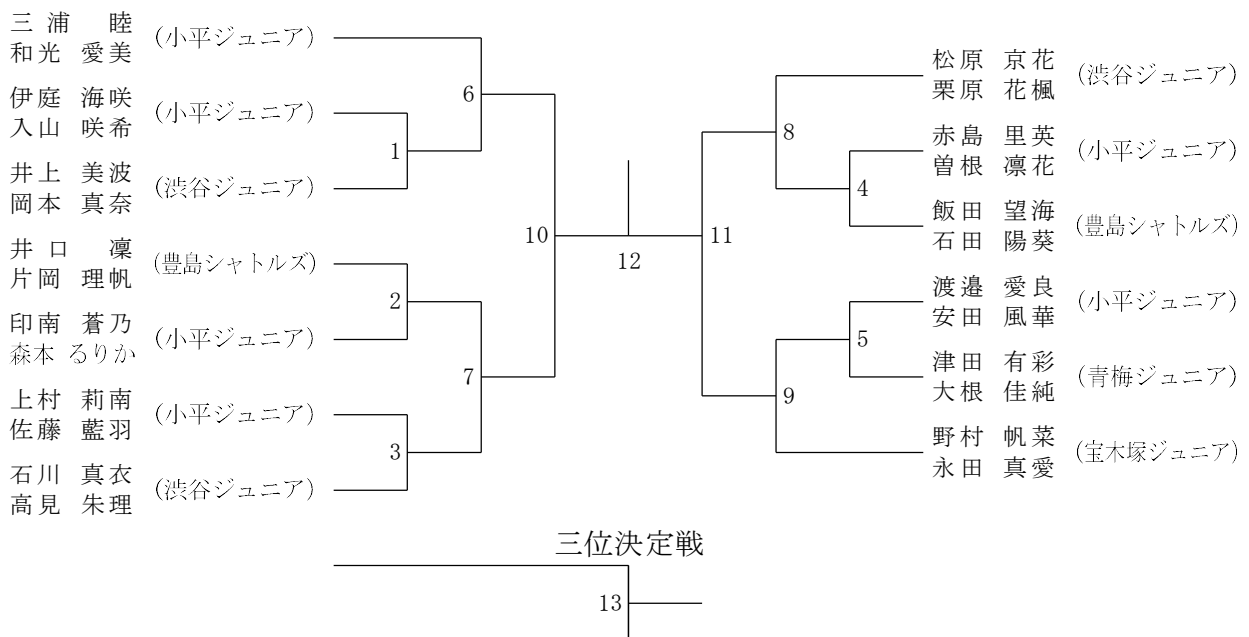 三浦 睦
和光 愛美
(小平ジュニア)
伊庭 海咲
入山 咲希
(小平ジュニア)
井上 美波
岡本 真奈
(渋谷ジュニア)
井口 凜
片岡 理帆
(豊島シャトルズ)
印南 蒼乃
森本 るりか
(小平ジュニア)
上村 莉南
佐藤 藍羽
(小平ジュニア)
石川 真衣
高見 朱理
(渋谷ジュニア)
6
1
2
7
3
10
12
11
8
4
5
9
松原 京花
栗原 花楓
(渋谷ジュニア)
赤島 里英
曽根 凛花
(小平ジュニア)
飯田 望海
石田 陽葵
(豊島シャトルズ)
渡邉 愛良
安田 風華
(小平ジュニア)
津田 有彩
大根 佳純
(青梅ジュニア)
野村 帆菜
永田 真愛
(宝木塚ジュニア)
三位決定戦
13